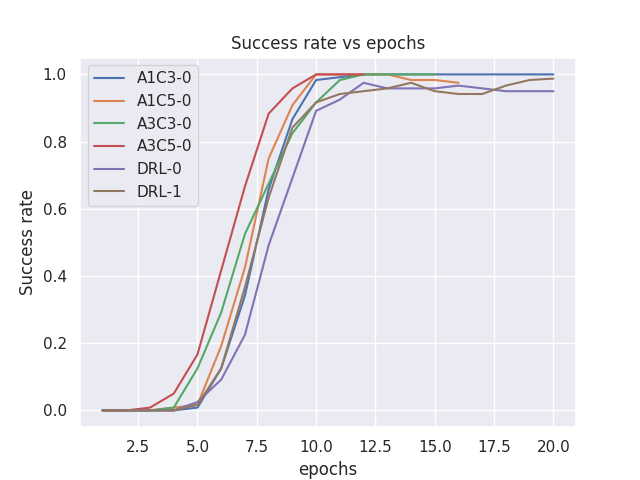 Success rate vs epochs
1.0
0.8
0.6
0.4
0.2
0.0
Success rate
A1C3-0
A1C5-0
A3C3-0
A3C5-0
DRL-0
DRL-1
2.5 5.0 7.5 10.0 12.5 15.0 17.5 20.0
epochs